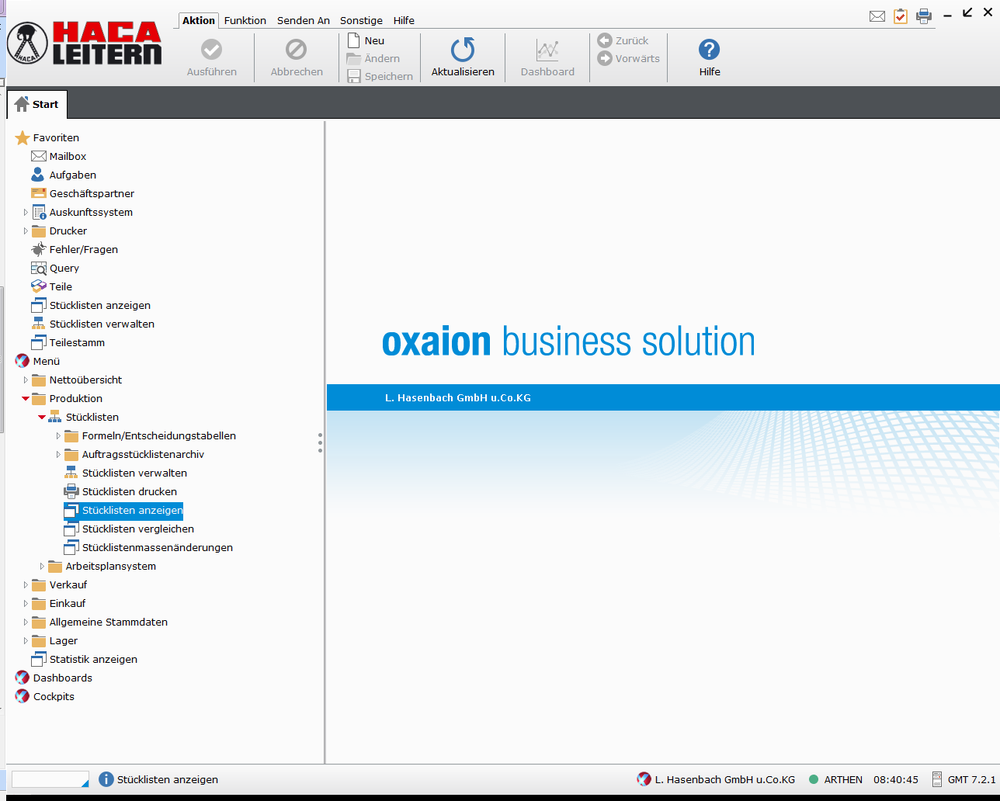 HACA
LEITERN
HACA
Aktion Funktion Senden An Sonstige Hilfe
Ausführen
Abbrechen
Neu
Ändern
Speichern
Aktualisieren
Dashboard
Zurück
Vorwärts
Hilfe
Start
Favoriten
Mailbox
Aufgaben
Geschäftspartner
Auskunftssystem
Drucker
Fehler/Fragen
Query
Teile
Stücklisten anzeigen
Stücklisten verwalten
Teilestamm
Menü
Nettoübersicht
Produktion
Stücklisten
Formeln/Entscheidungstabellen
Auftragsstücklistenarchiv
Stücklisten verwalten
Stücklisten drucken
Stücklisten anzeigen
Stücklisten vergleichen
Stücklistenmassenänderungen
Arbeitsplansystem
Verkauf
Einkauf
Allgemeine Stammdaten
Lager
Statistik anzeigen
Dashboards
Cockpits
oxaion business solution
L. Hasenbach GmbH u.Co.KG
Stücklisten anzeigen
L. Hasenbach GmbH u.Co.KG ARTHEN 08:40:45 GMT 7.2.1